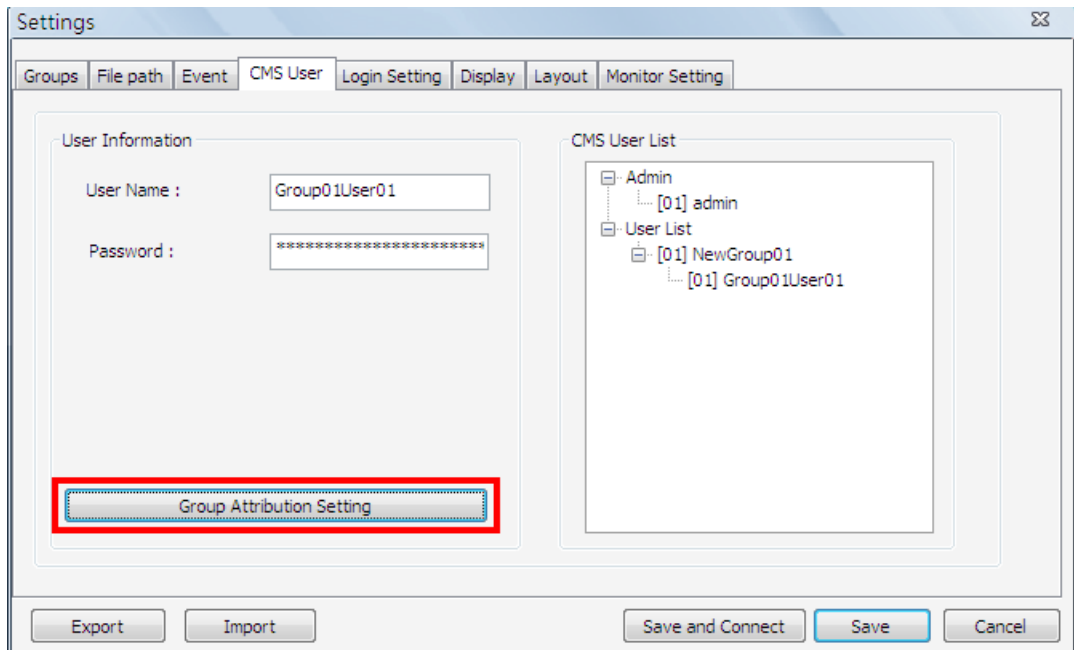 Settings
Groups File path Event CMS User Login Setting Display Layout Monitor Setting
User Information
User Name :
Group01User01
Password :
**********************
Group Attribution Setting
CMS User List
Admin
[01] admin
User List
[01] NewGroup01
[01] Group01User01
Export Import Save and Connect Save Cancel